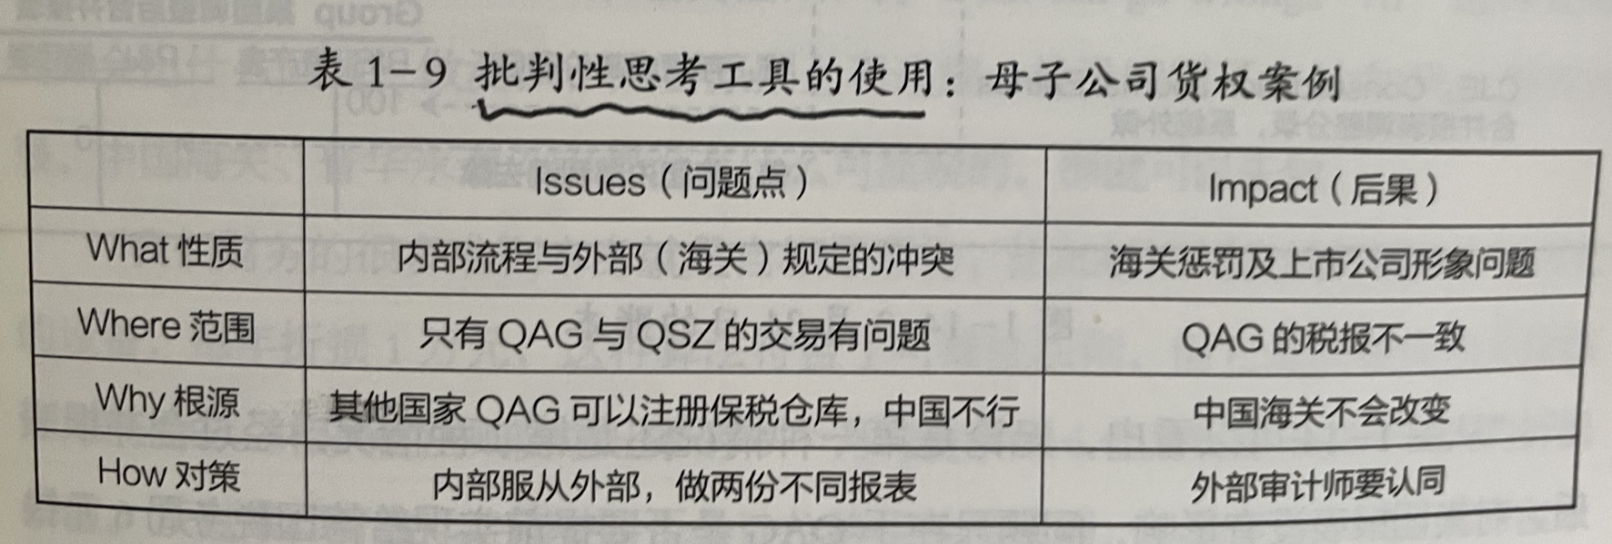 表 1-9 批判性思考工具的使用：母子公司货权案例
Issues（问题点） Impact（后果）
What 性质 内部流程与外部（海关）规定的冲突 海关惩罚及上市公司形象问题
Where 范围 只有 QAG 与 QSZ 的交易有问题 QAG 的税报不一致
Why 根源 其他国家 QAG 可以注册保税仓库，中国不行 中国海关不会改变
How 对策 内部服从外部，做两份不同报表 外部审计师要认同